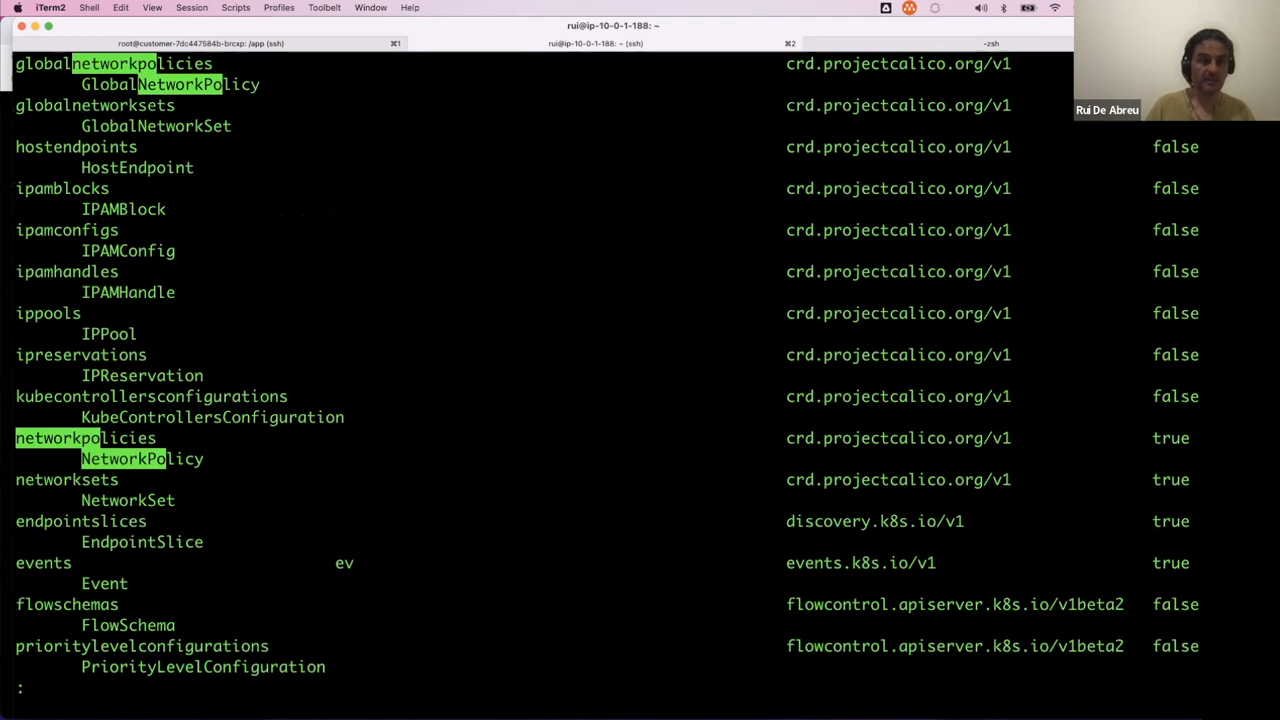 iTerm2 Shell Edit View Session Scripts Profiles Toolbelt Window Help
rui@ip-10-0-1-188: ~
root@customer-7dc447584b-brcxp: /app (ssh) ⌘1 rui@ip-10-0-1-188: ~ (ssh) ⌘2 -zsh
globalnetworkpolicies crd.projectcalico.org/v1
GlobalNetworkPolicy
globalnetworksets crd.projectcalico.org/v1
Rui De Abreu
GlobalNetworkSet
hostendpoints crd.projectcalico.org/v1 false
HostEndpoint
ipamblocks crd.projectcalico.org/v1 false
IPAMBlock
ipamconfigs crd.projectcalico.org/v1 false
IPAMConfig
ipamhandles crd.projectcalico.org/v1 false
IPAMHandle
ippools crd.projectcalico.org/v1 false
IPPool
ipreservations crd.projectcalico.org/v1 false
IPReservation
kubecontrollersconfigurations crd.projectcalico.org/v1 false
KubeControllersConfiguration
networkpolicies crd.projectcalico.org/v1 true
NetworkPolicy
networksets crd.projectcalico.org/v1 true
NetworkSet
endpointslices discovery.k8s.io/v1 true
EndpointSlice
events ev events.k8s.io/v1 true
Event
flowschemas flowcontrol.apiserver.k8s.io/v1beta2 false
FlowSchema
prioritylevelconfigurations flowcontrol.apiserver.k8s.io/v1beta2 false
PriorityLevelConfiguration
: